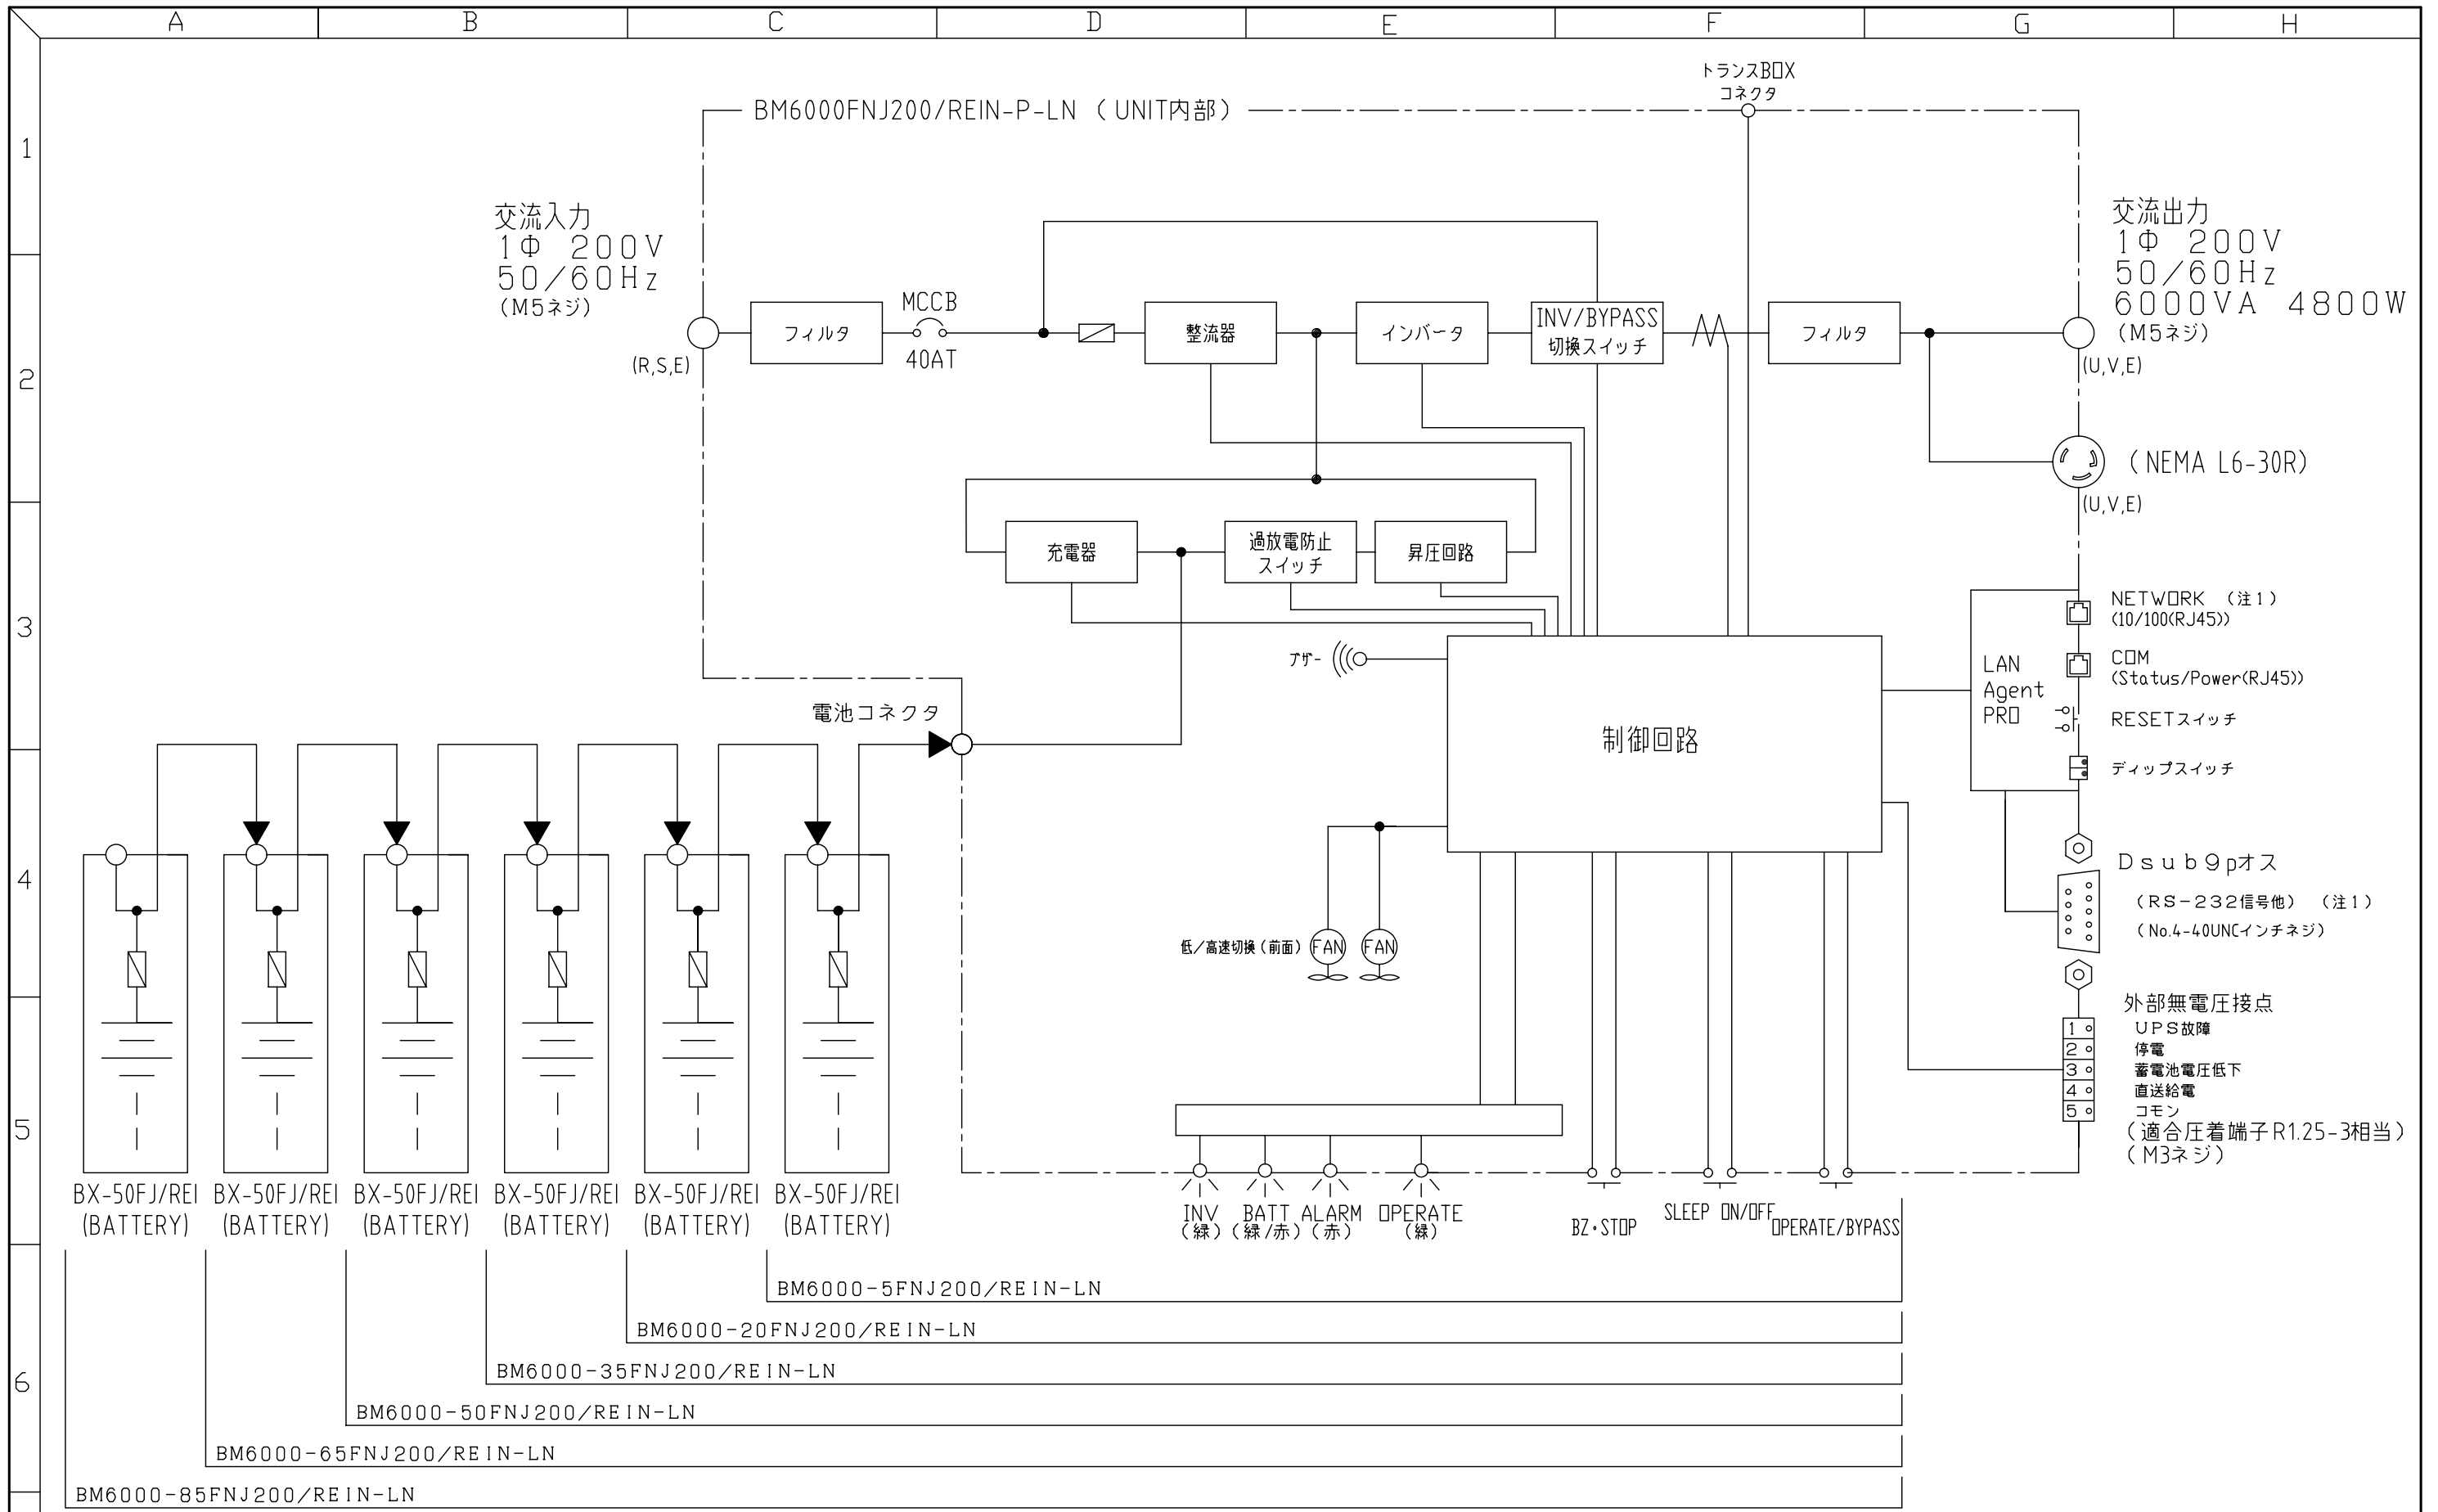 A B C D E F G H
1
2
3
4
5
6
トランスBOX
コネクタ
BM6000FNJ200/REIN-P-LN （UNIT内部）
交流入力
1Φ 200V
50/60Hz
（M5ネジ）
(R,S,E)
フィルタ
MCCB
40AT
整流器
インバータ
INV/BYPASS
切換スイッチ
フィルタ
交流出力
1Φ 200V
50/60Hz
6000VA 4800W
（M5ネジ）
(U,V,E)
（NEMA L6-30R）
(U,V,E)
充電器
過放電防止
スイッチ
昇圧回路
ブザー
制御回路
LAN
Agent
PRO
NETWORK （注1）
(10/100(RJ45))
COM
(Status/Power(RJ45))
RESETスイッチ
ディップスイッチ
電池コネクタ
Dsub9pオス
（RS-232信号他） （注1）
（No.4-40UNCインチネジ）
低/高速切換（前面）
FAN FAN
外部無電圧接点
1 UPS故障
2 停電
3 蓄電池電圧低下
4 直送給電
5 コモン
（適合圧着端子R1.25-3相当）
（M3ネジ）
BX-50FJ/REI BX-50FJ/REI BX-50FJ/REI BX-50FJ/REI BX-50FJ/REI BX-50FJ/REI
(BATTERY) (BATTERY) (BATTERY) (BATTERY) (BATTERY) (BATTERY)
INV BATT ALARM OPERATE
（緑）（緑/赤）（赤） （緑）
BZ・STOP
SLEEP ON/OFF
OPERATE/BYPASS
BM6000-5FNJ200/REIN-LN
BM6000-20FNJ200/REIN-LN
BM6000-35FNJ200/REIN-LN
BM6000-50FNJ200/REIN-LN
BM6000-65FNJ200/REIN-LN
BM6000-85FNJ200/REIN-LN